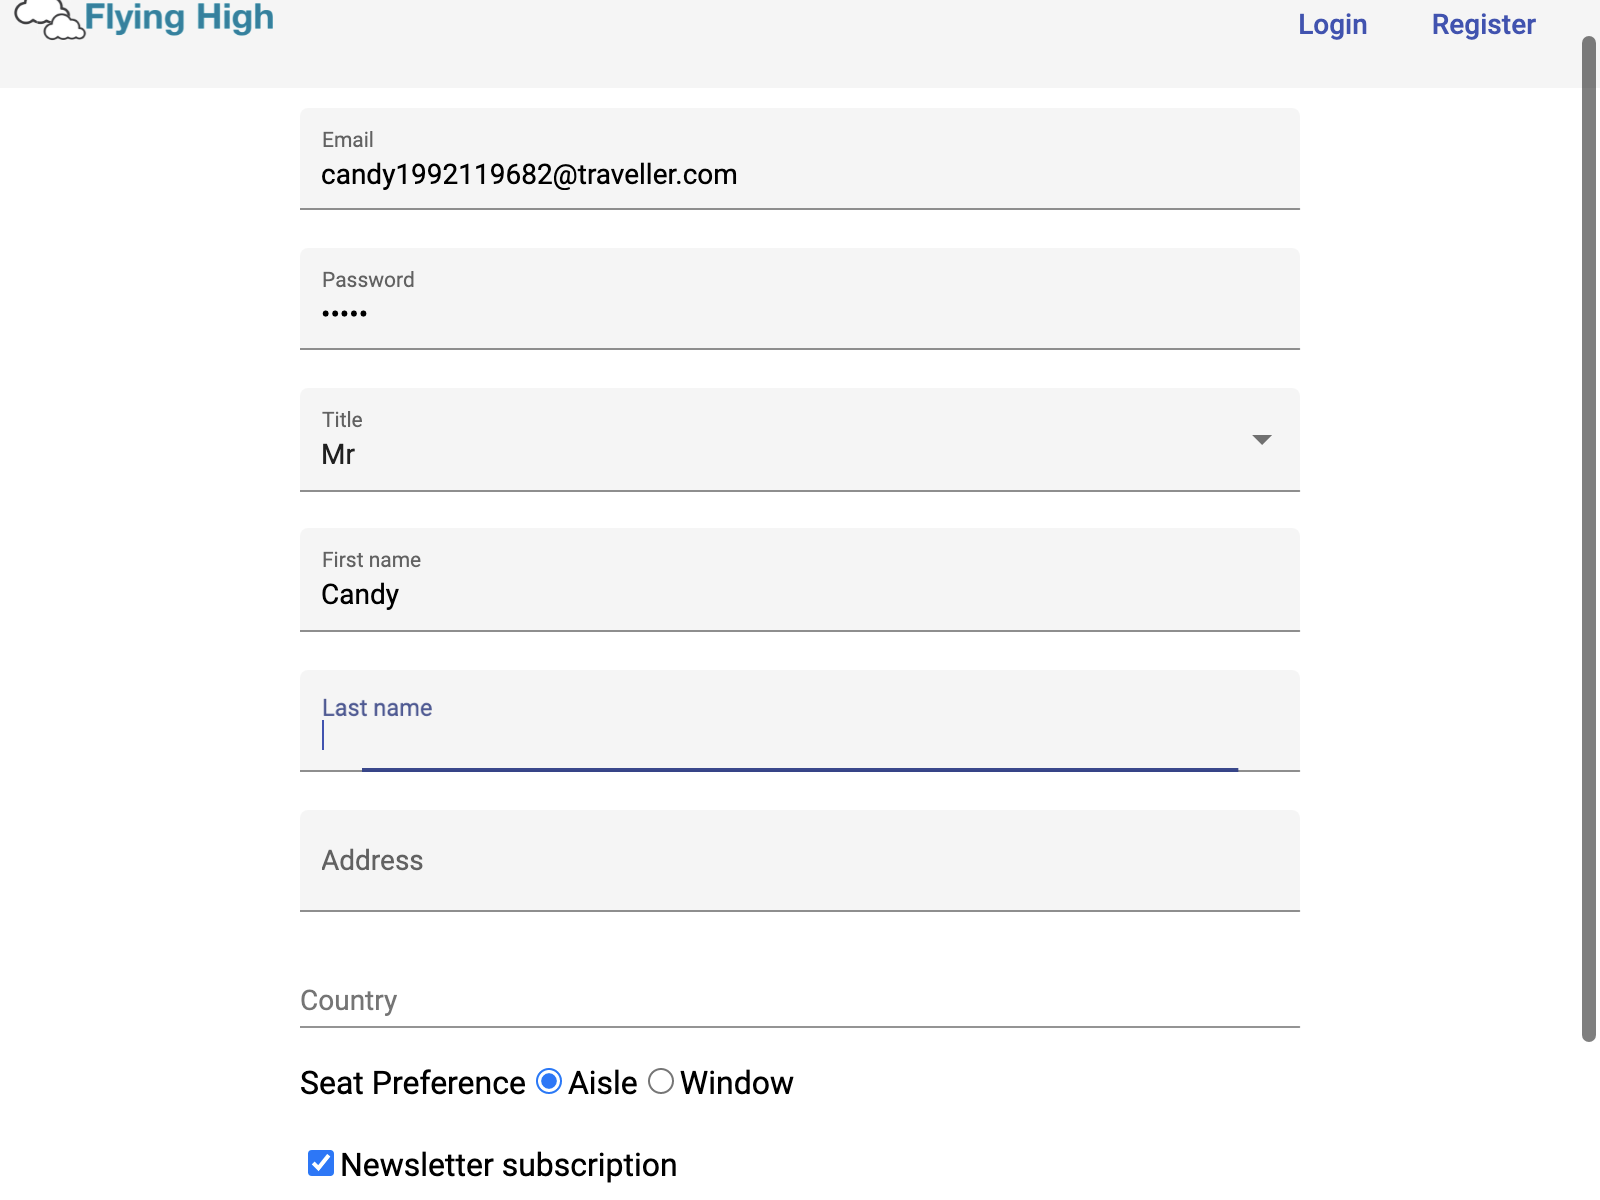 Flying High
Login
Register
Email
candy1992119682@traveller.com
Password
•••••
Title
Mr
First name
Candy
Last name
Address
Country
Seat Preference Aisle Window
Newsletter subscription